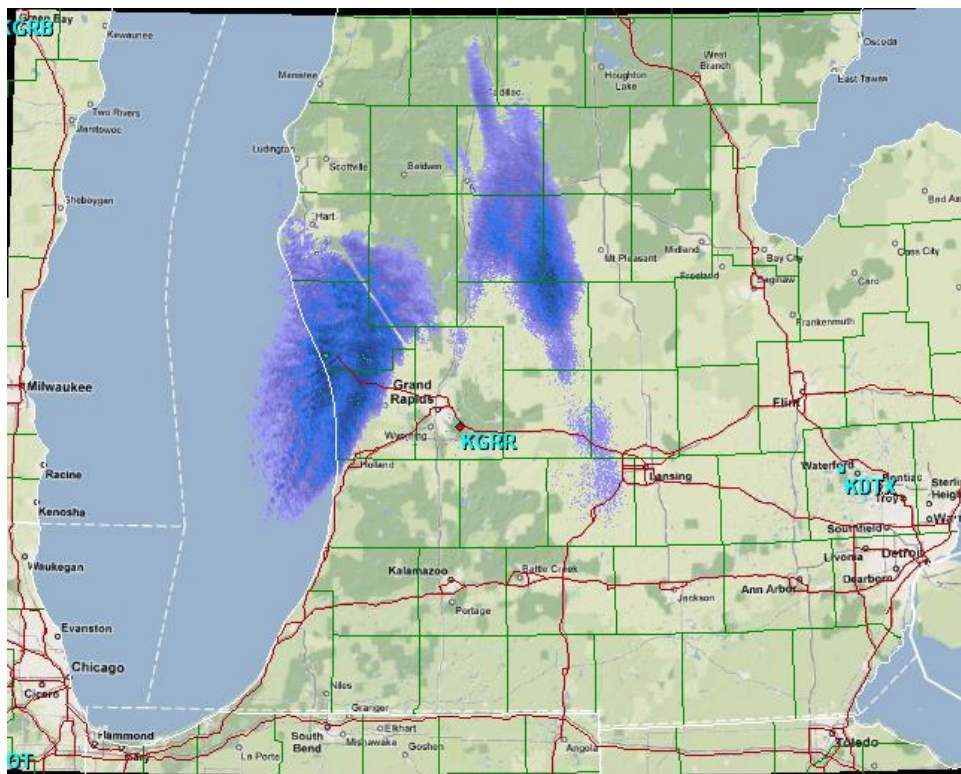 Green Bay
KGRB
Kewaunee
Oscoda
West
Branch
Houghton
Lake
East Tawas
Manistee
Cadillac
Two Rivers
Manitowoc
Ludington
Scottville
Baldwin
Bad Axe
Sheboygan
Hart
Mt Pleasant
Midland
Bay City
Cass City
Freeland
Saginaw
Caro
Frankenmuth
Milwaukee
Grand
Rapids
Flint
Wyoming
KGRR
Holland
Racine
Lansing
Waterford
Pontiac
KDTX
Troy
Kenosha
Southfield
Livonia
Detroit
Waukegan
Kalamazoo
Battle Creek
Dearborn
Ann Arbor
Jackson
Portage
Evanston
Chicago
Niles
Cicero
Granger
Hammond
South
Bend
Elkhart
Mishawaka
Goshen
Gary
La Porte
Angola
Toledo